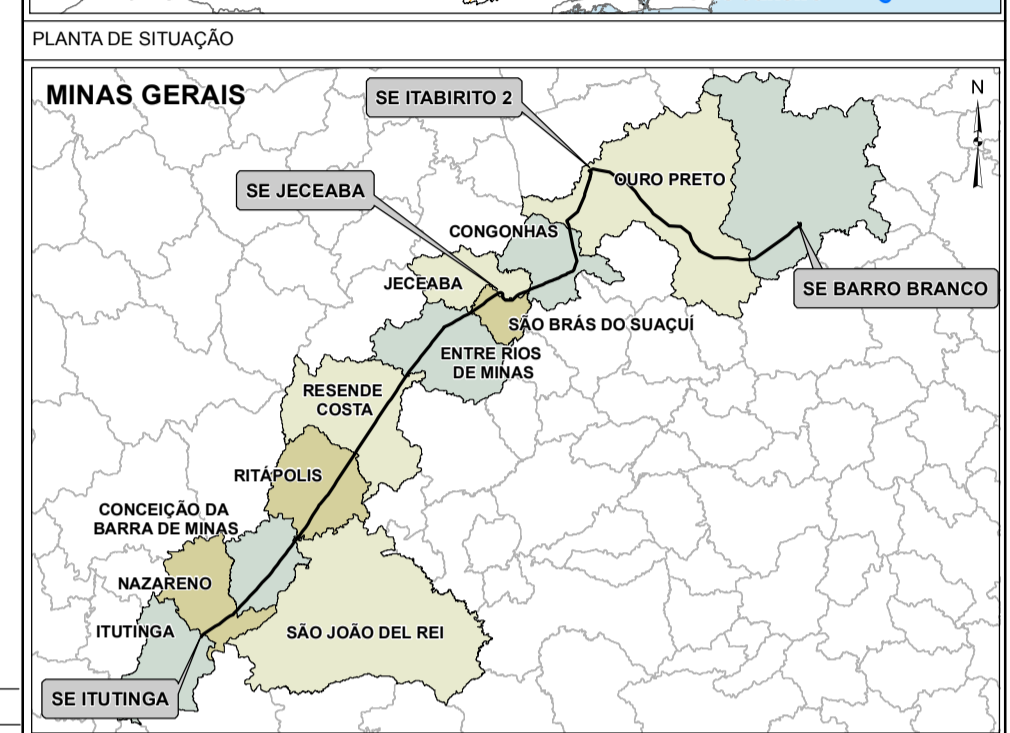 PLANTA DE SITUAÇÃO
MINAS GERAIS
SE ITABIRITO 2
N
OURO PRETO
SE JECEABA
CONGONHAS
JECEABA
SE BARRO BRANCO
SÃO BRÁS DO SUAÇUÍ
ENTRE RIOS
DE MINAS
RESENDE
COSTA
RITÁPOLIS
CONCEIÇÃO DA
BARRA DE MINAS
NAZARENO
ITUTINGA
SÃO JOÃO DEL REI
SE ITUTINGA